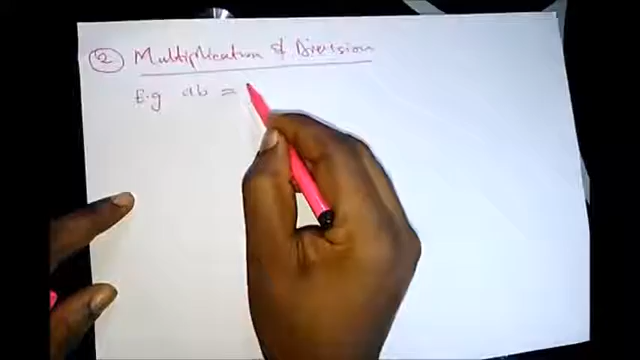 ② Multiplication & Division
E.g ab =